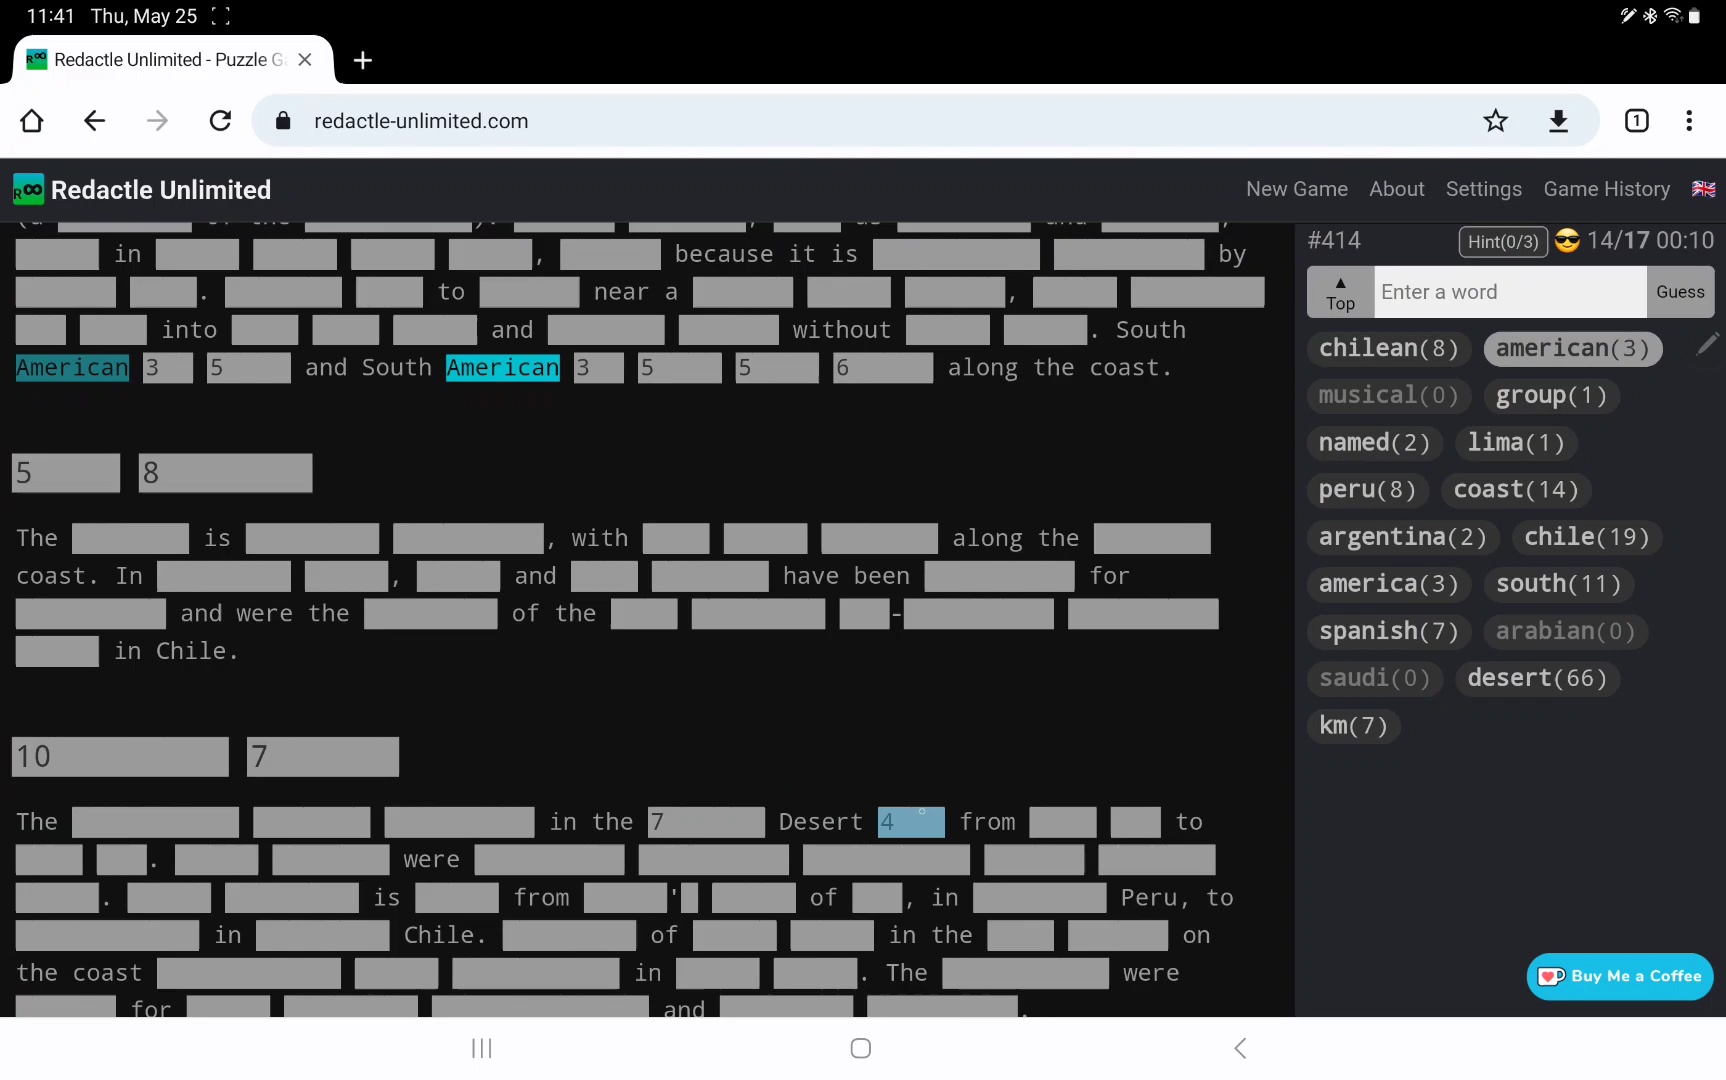 11:41 Thu, May 25
Redactle Unlimited - Puzzle G
redactle-unlimited.com
1
R∞ Redactle Unlimited
New Game About Settings Game History
in , because it is by
. to near a ,
into and without . South
American 3 5 and South American 3 5 5 6 along the coast.
5 8
The is , with along the
coast. In , and have been for
and were the of the -
in Chile.
10 7
The in the 7 Desert 4 from to
. were
. is from ' of , in Peru, to
in Chile. of in the on
the coast in . The were
for and .
#414 Hint(0/3) 14/17 00:10
▲ Top Enter a word Guess
chilean(8) american(3)
musical(0) group(1)
named(2) lima(1)
peru(8) coast(14)
argentina(2) chile(19)
america(3) south(11)
spanish(7) arabian(0)
saudi(0) desert(66)
km(7)
Buy Me a Coffee